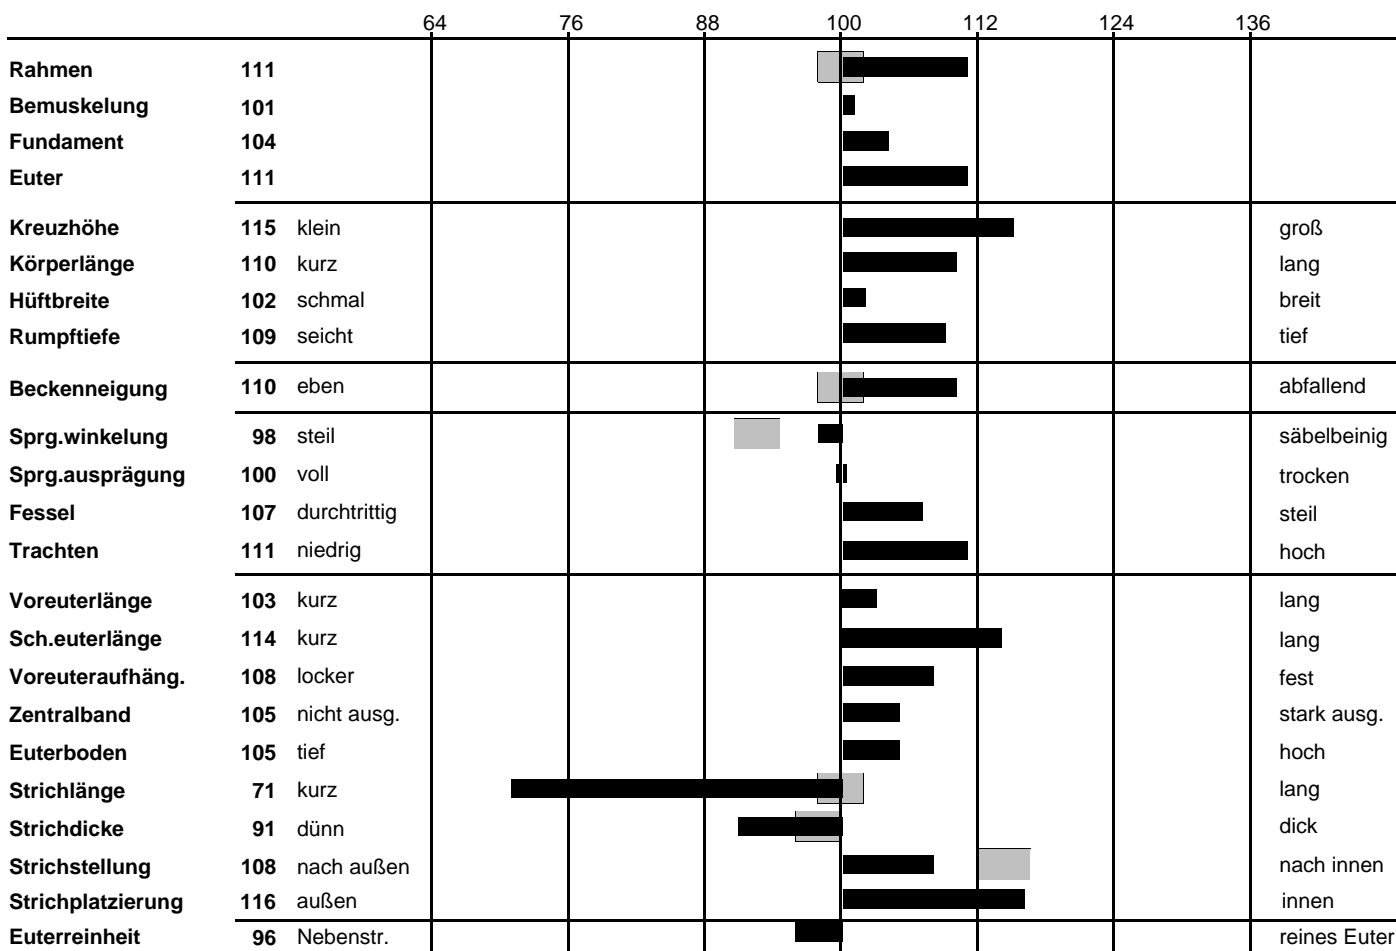 64 76 88 100 112 124 136
Rahmen 111
Bemuskelung 101
Fundament 104
Euter 111
Kreuzhöhe 115 klein groß
Körperlänge 110 kurz lang
Hüftbreite 102 schmal breit
Rumpftiefe 109 seicht tief
Beckenneigung 110 eben abfallend
Sprg.winkelung 98 steil säbelbeinig
Sprg.ausprägung 100 voll trocken
Fessel 107 durchtrittig steil
Trachten 111 niedrig hoch
Voreuterlänge 103 kurz lang
Sch.euterlänge 114 kurz lang
Voreuteraufhäng. 108 locker fest
Zentralband 105 nicht ausg. stark ausg.
Euterboden 105 tief hoch
Strichlänge 71 kurz lang
Strichdicke 91 dünn dick
Strichstellung 108 nach außen nach innen
Strichplatzierung 116 außen innen
Euterreinheit 96 Nebenstr. reines Euter